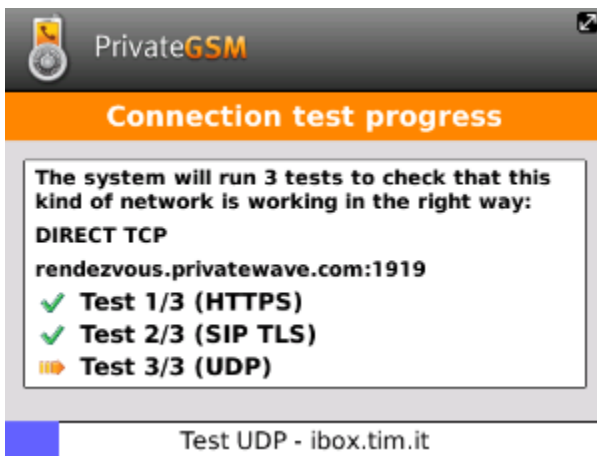 PrivateGSM
Connection test progress
The system will run 3 tests to check that this
kind of network is working in the right way:
DIRECT TCP
rendezvous.privatewave.com:1919
Test 1/3 (HTTPS)
Test 2/3 (SIP TLS)
Test 3/3 (UDP)
Test UDP - ibox.tim.it